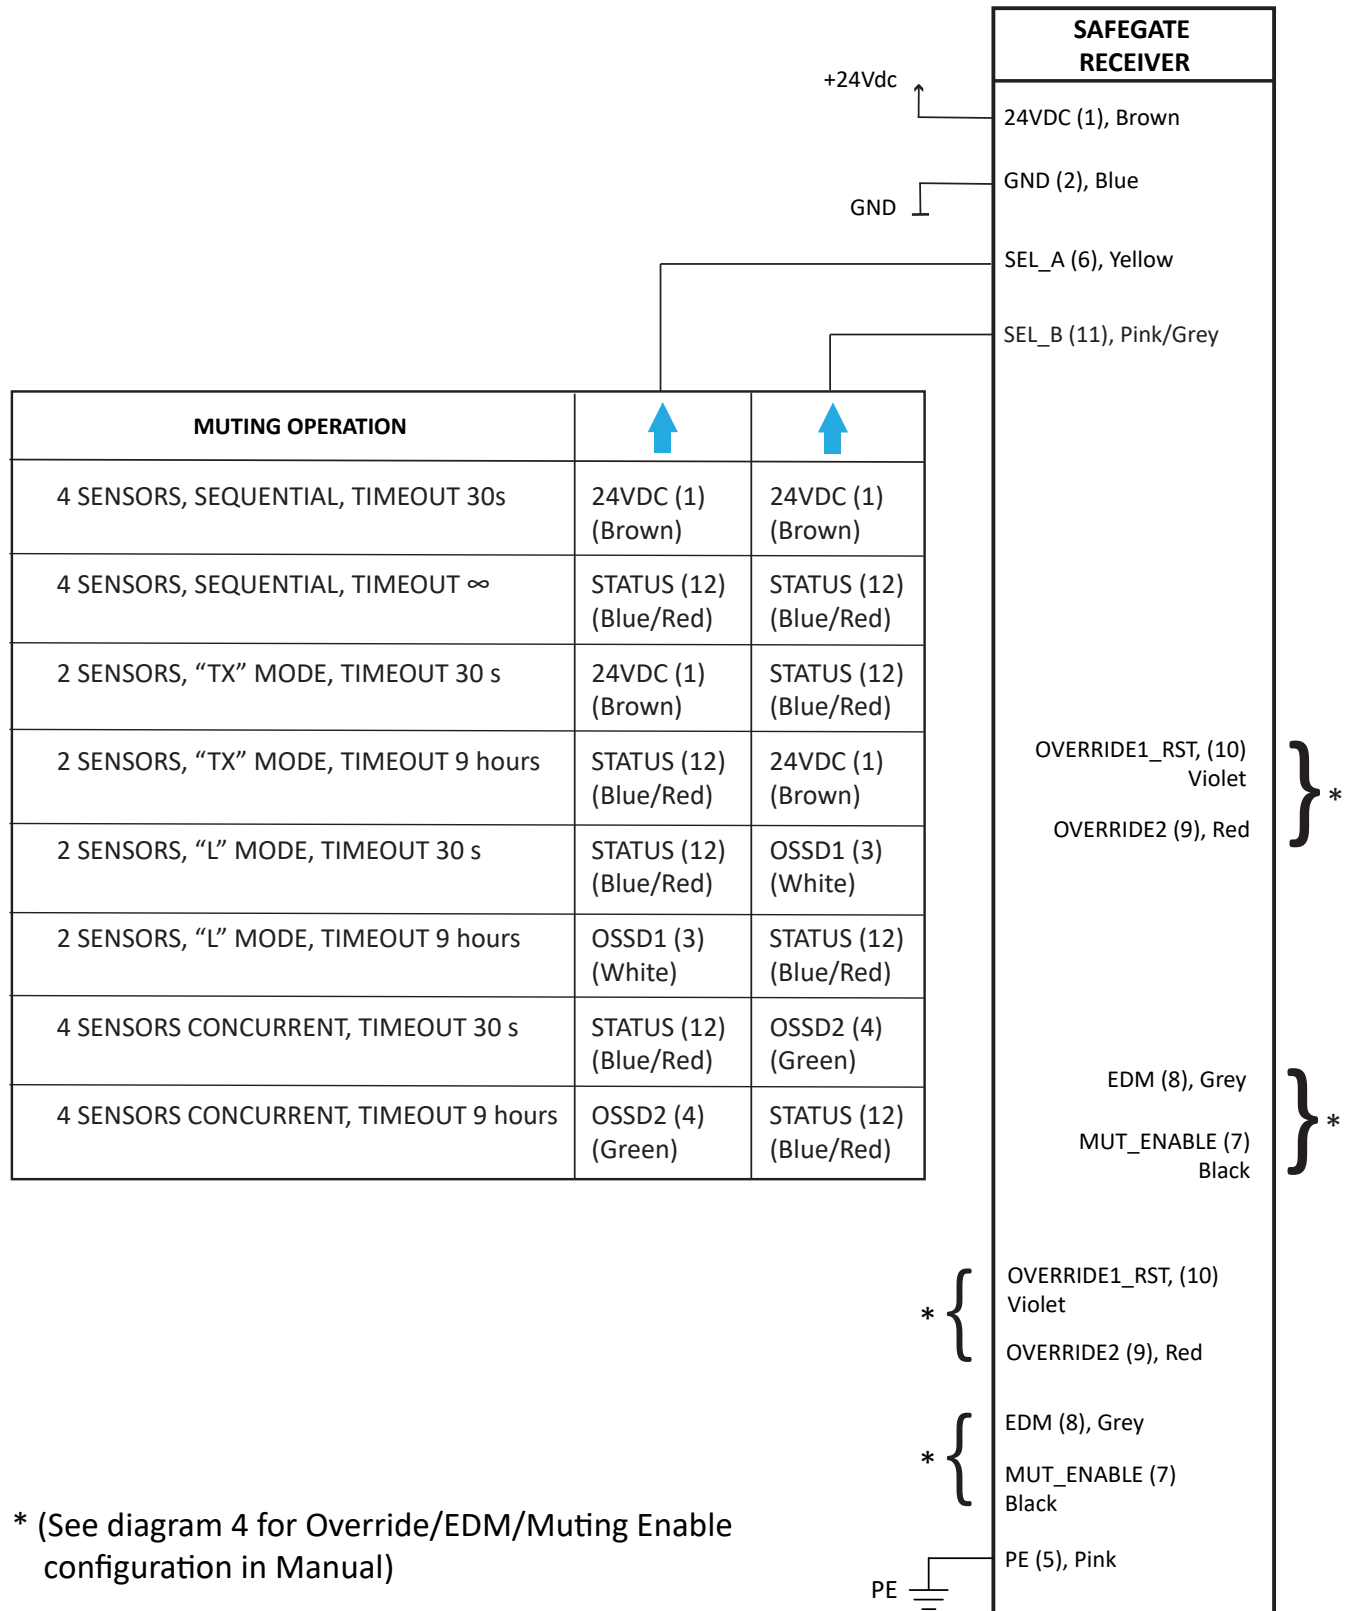 SAFEGATE
RECEIVER
+24Vdc
24VDC (1), Brown
GND (2), Blue
GND
SEL_A (6), Yellow
SEL_B (11), Pink/Grey
MUTING OPERATION
4 SENSORS, SEQUENTIAL, TIMEOUT 30s
24VDC (1)
(Brown)
24VDC (1)
(Brown)
4 SENSORS, SEQUENTIAL, TIMEOUT ∞
STATUS (12)
(Blue/Red)
STATUS (12)
(Blue/Red)
2 SENSORS, “TX” MODE, TIMEOUT 30 s
24VDC (1)
(Brown)
STATUS (12)
(Blue/Red)
2 SENSORS, “TX” MODE, TIMEOUT 9 hours
STATUS (12)
(Blue/Red)
24VDC (1)
(Brown)
2 SENSORS, “L” MODE, TIMEOUT 30 s
STATUS (12)
(Blue/Red)
OSSD1 (3)
(White)
2 SENSORS, “L” MODE, TIMEOUT 9 hours
OSSD1 (3)
(White)
STATUS (12)
(Blue/Red)
4 SENSORS CONCURRENT, TIMEOUT 30 s
STATUS (12)
(Blue/Red)
OSSD2 (4)
(Green)
4 SENSORS CONCURRENT, TIMEOUT 9 hours
OSSD2 (4)
(Green)
STATUS (12)
(Blue/Red)
OVERRIDE1_RST, (10)
Violet
*
OVERRIDE2 (9), Red
EDM (8), Grey
*
MUT_ENABLE (7)
Black
OVERRIDE1_RST, (10)
Violet
*
OVERRIDE2 (9), Red
EDM (8), Grey
*
MUT_ENABLE (7)
Black
* (See diagram 4 for Override/EDM/Muting Enable
configuration in Manual)
PE (5), Pink
PE